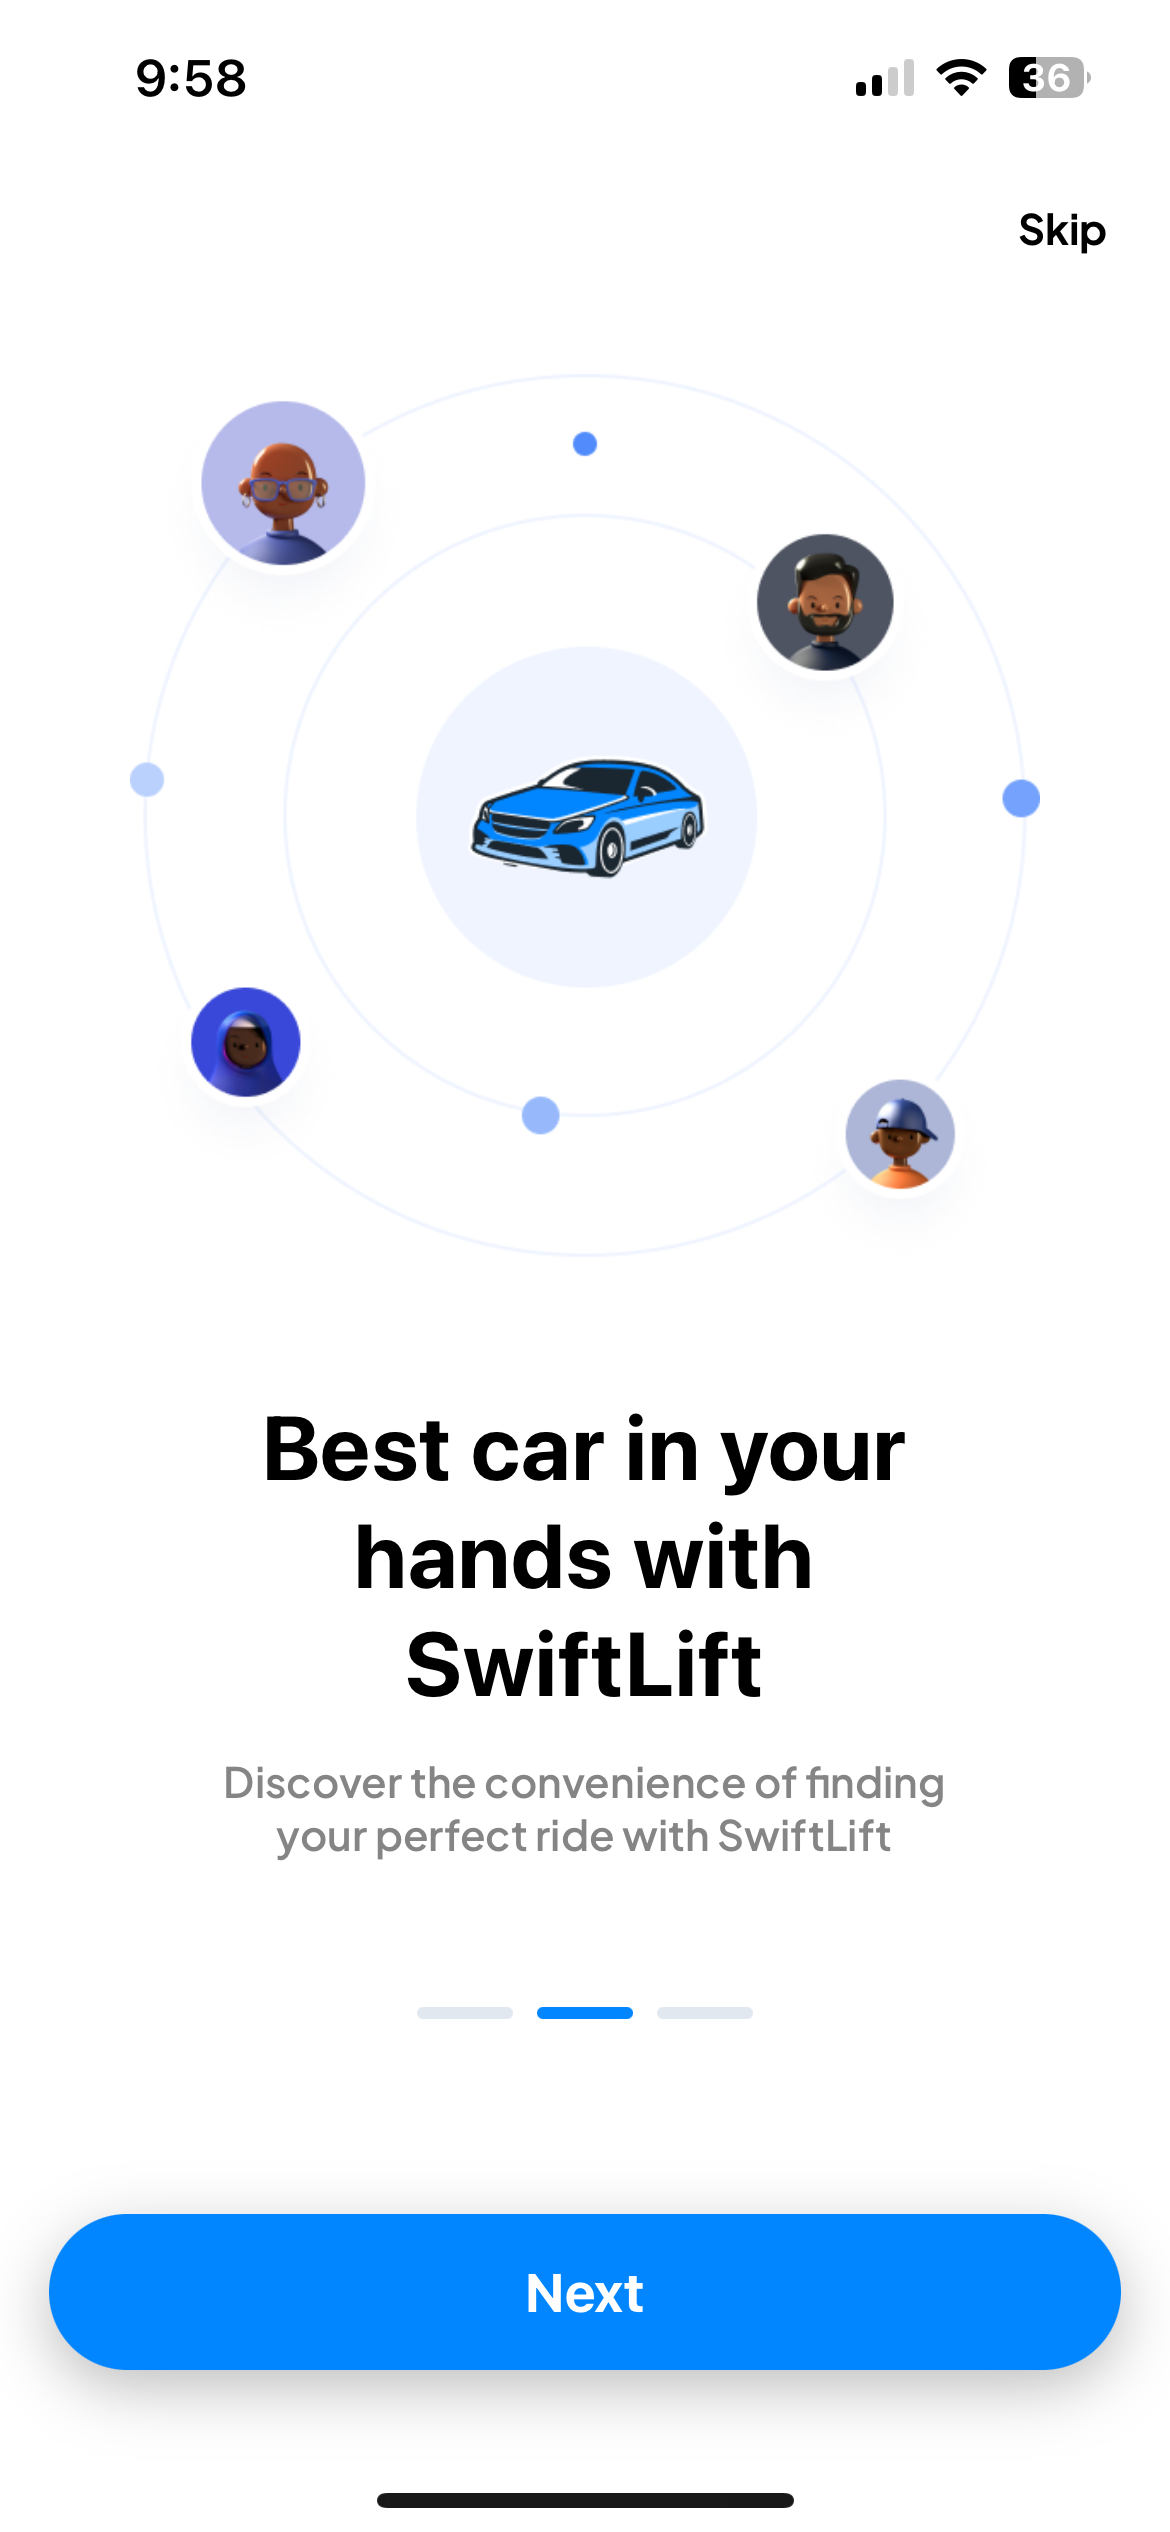 9:58
36
Skip
Best car in your
hands with
SwiftLift
Discover the convenience of finding
your perfect ride with SwiftLift
Next